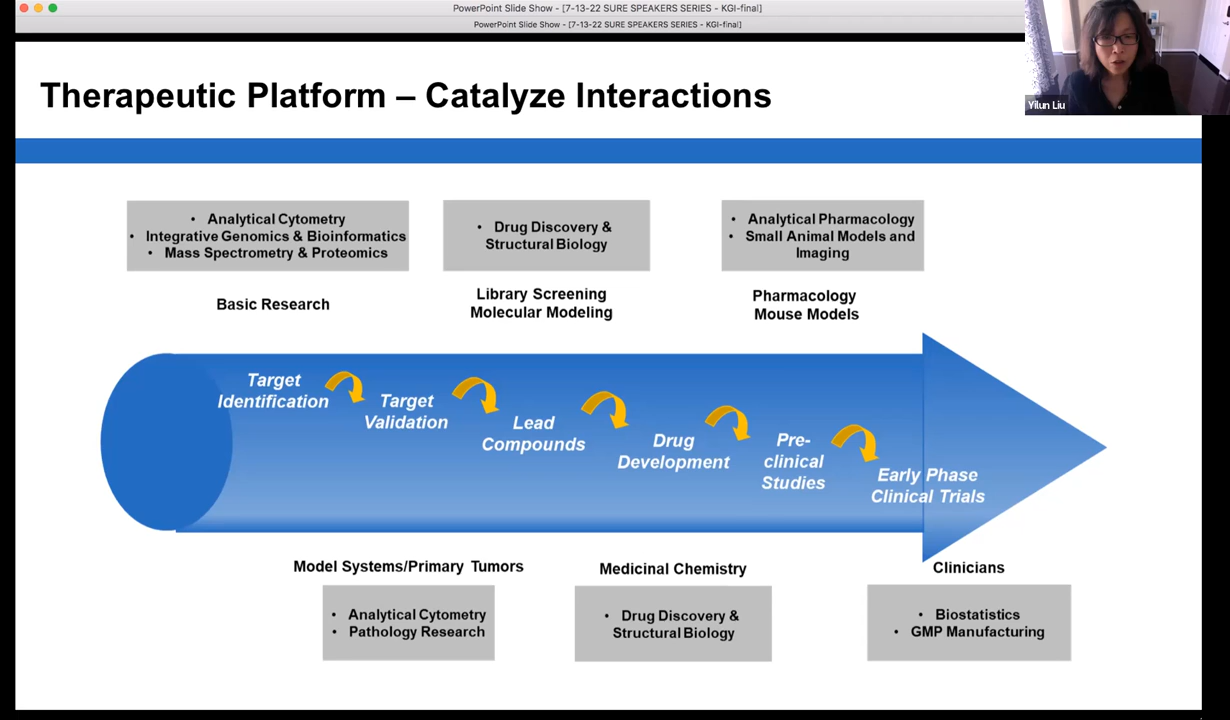 PowerPoint Slide Show - [7-13-22 SURE SPEAKERS SERIES - KGI-final]
PowerPoint Slide Show - [7-13-22 SURE SPEAKERS SERIES - KGI-final]
Yilun Liu
Therapeutic Platform – Catalyze Interactions
• Analytical Cytometry
• Integrative Genomics & Bioinformatics
• Mass Spectrometry & Proteomics
• Drug Discovery &
Structural Biology
• Analytical Pharmacology
• Small Animal Models and
Imaging
Basic Research
Library Screening
Molecular Modeling
Pharmacology
Mouse Models
Target
Identification
Target
Validation
Lead
Compounds
Drug
Development
Pre-
clinical
Studies
Early Phase
Clinical Trials
Model Systems/Primary Tumors
Medicinal Chemistry
Clinicians
• Analytical Cytometry
• Pathology Research
• Drug Discovery &
Structural Biology
• Biostatistics
• GMP Manufacturing